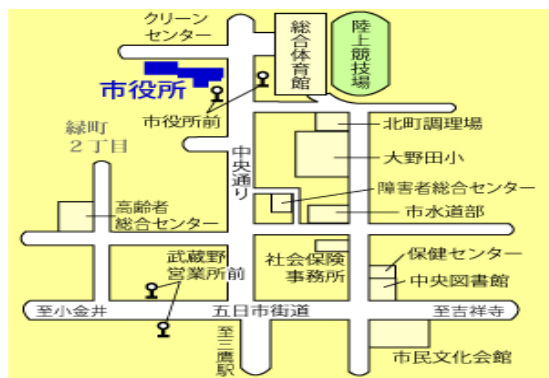 クリーン
センター
総合体育館
陸上競技場
市役所
市役所前
北町調理場
緑町
２丁目
大野田小
中央通り
障害者総合センター
高齢者
総合センター
市水道部
武蔵野
営業所前
社会保険
事務所
保健センター
中央図書館
至小金井
五日市街道
至吉祥寺
至三鷹駅
市民文化会館